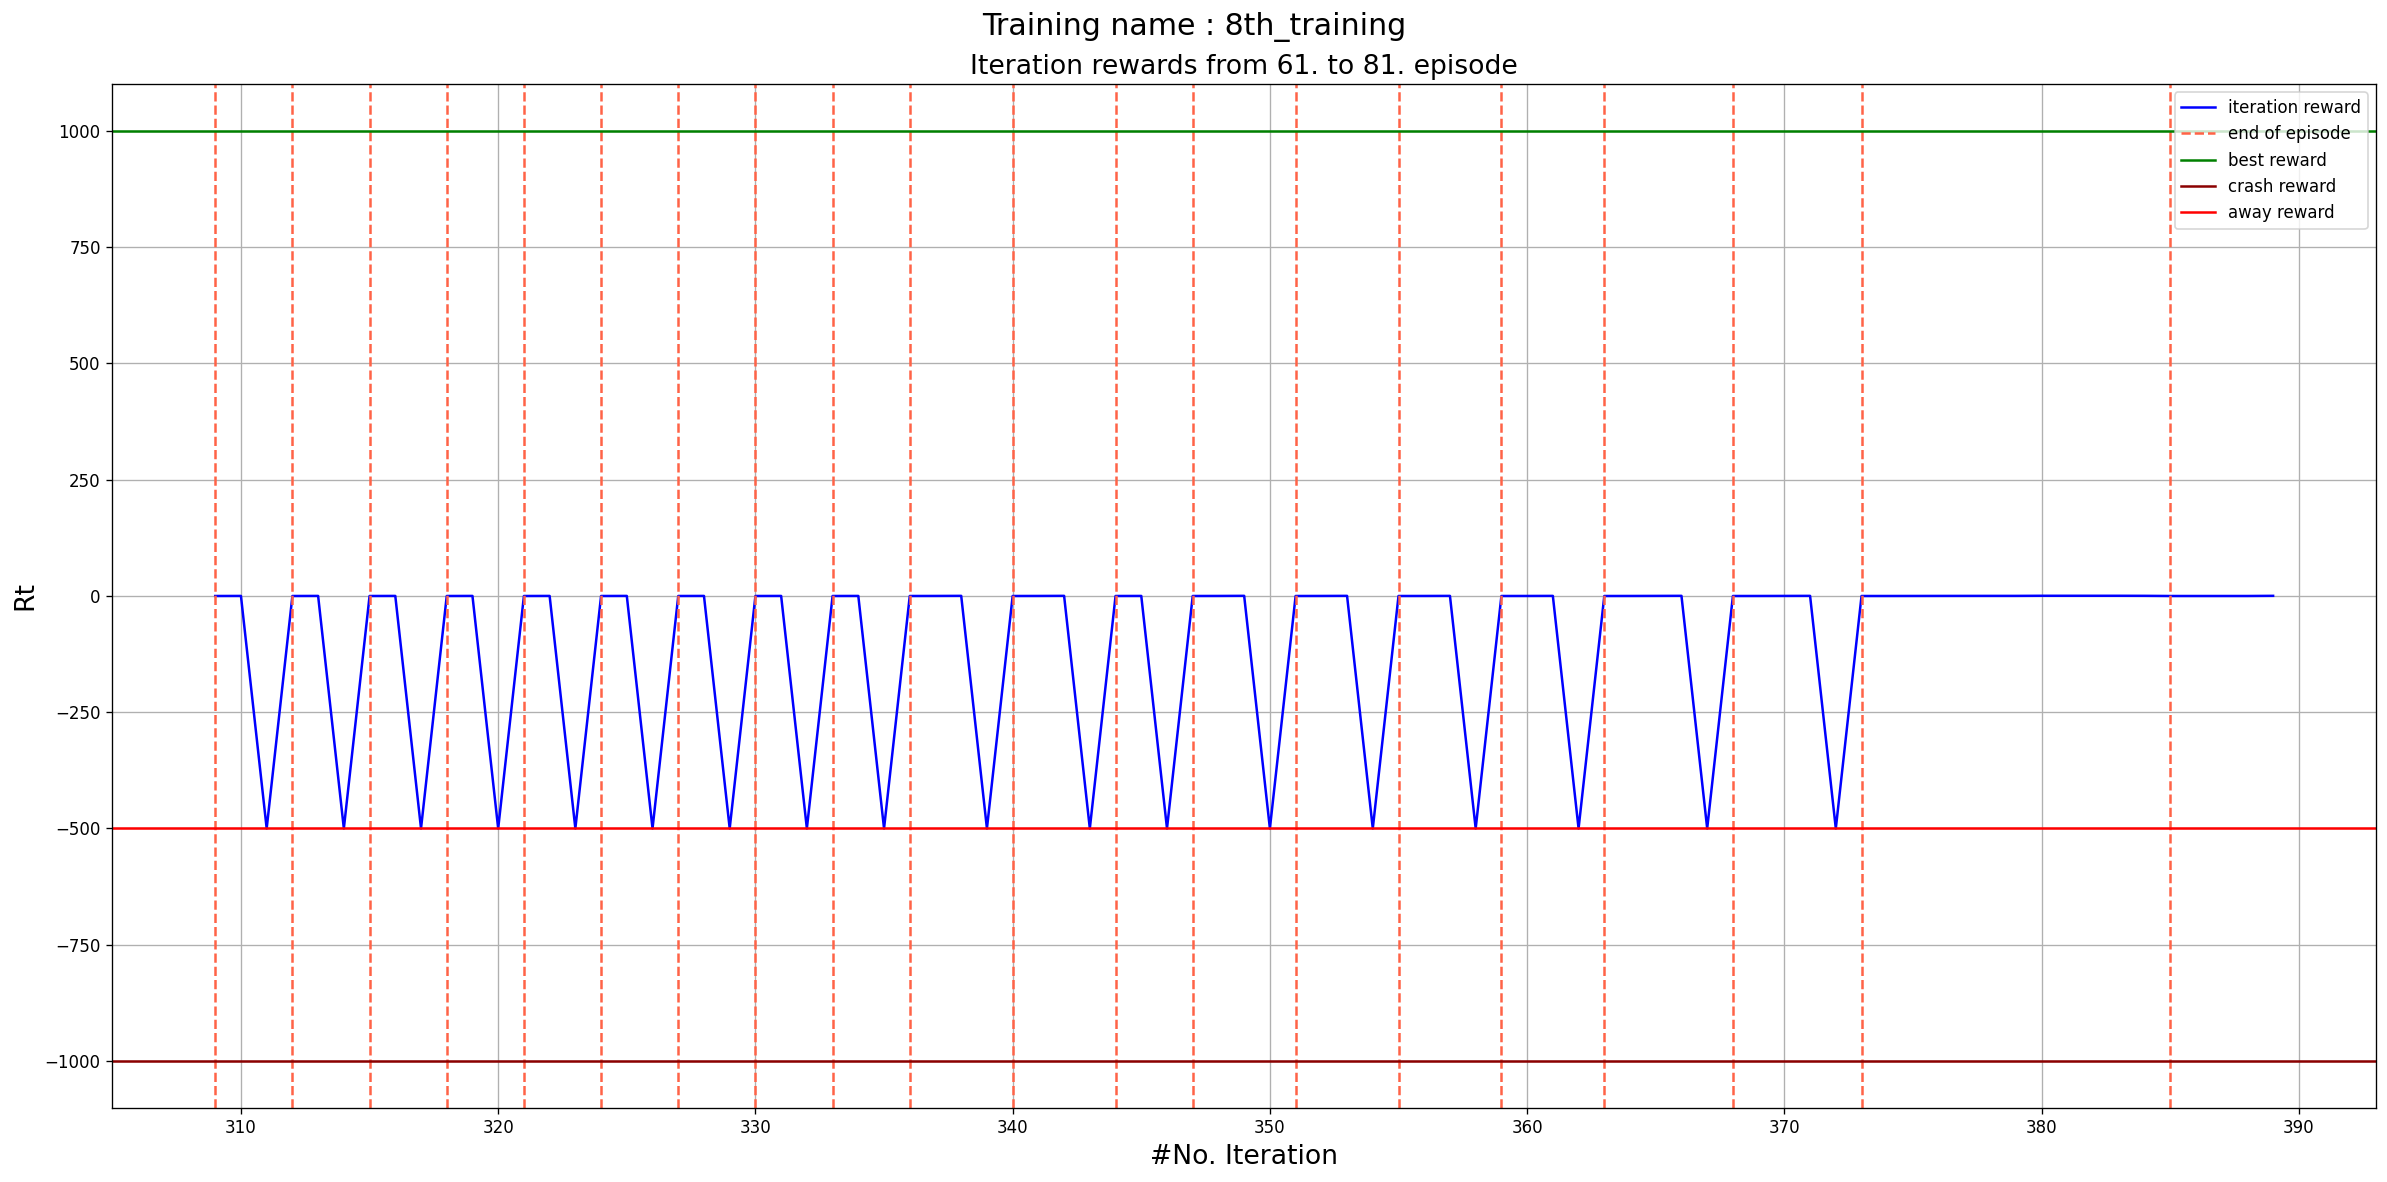 Training name : 8th_training
Iteration rewards from 61. to 81. episode
iteration reward
end of episode
best reward
crash reward
away reward
1000
750
500
250
0
−250
−500
−750
−1000
Rt
310 320 330 340 350 360 370 380 390
#No. Iteration